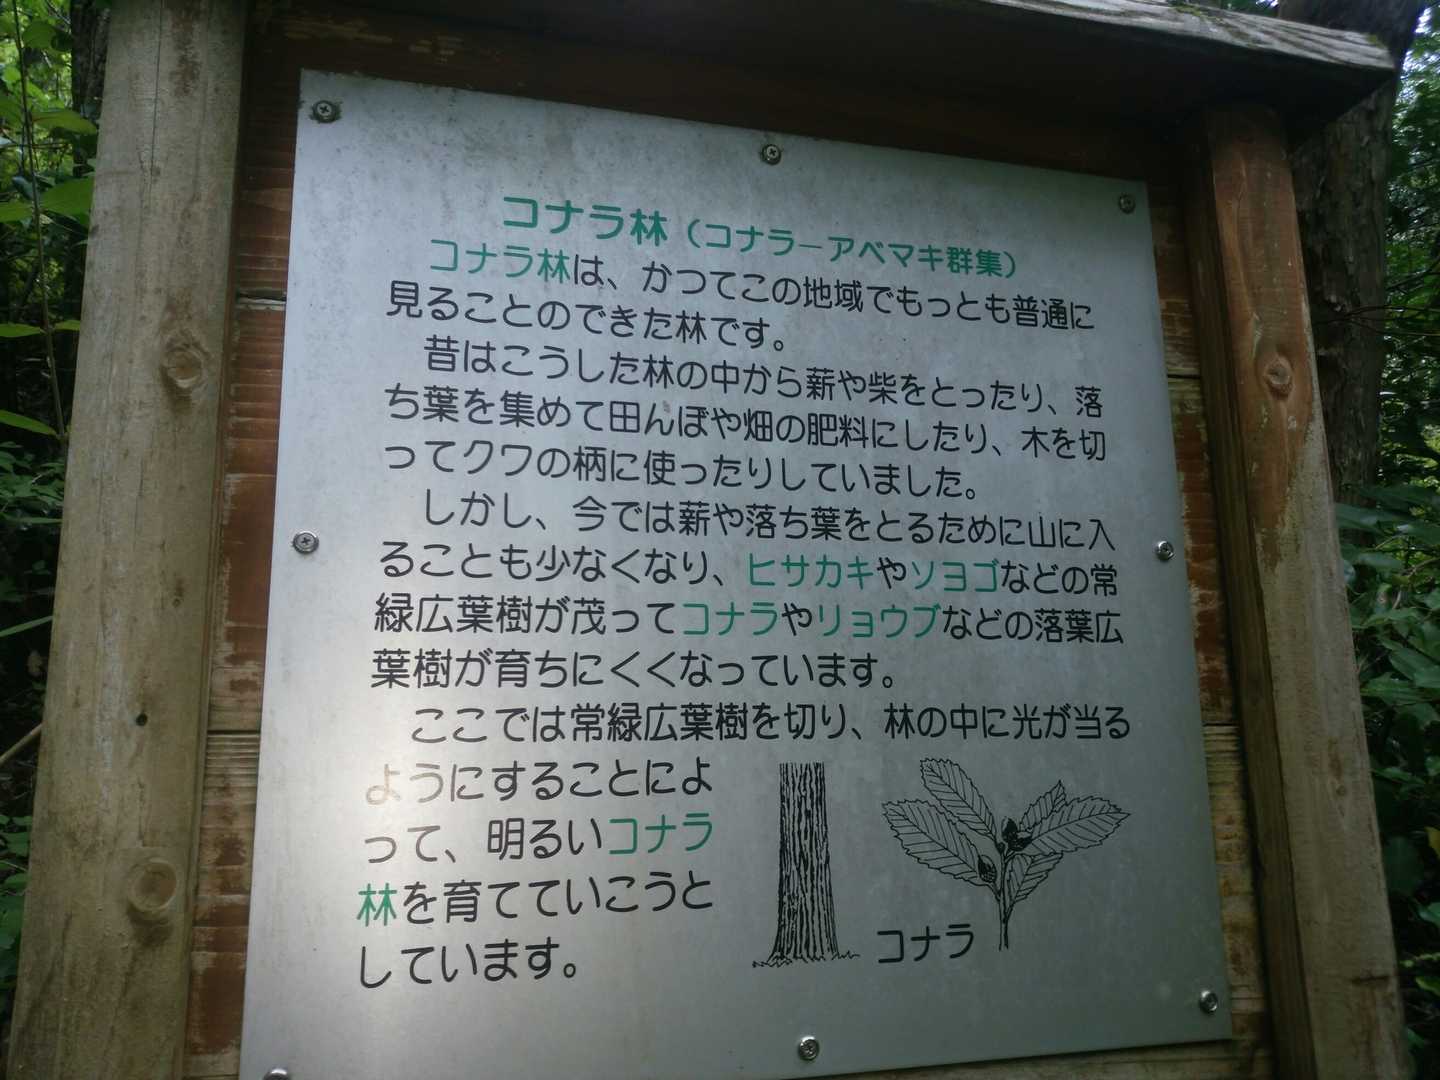 コナラ林（コナラ－アベマキ群集）
コナラ林は、かつてこの地域でもっとも普通に
見ることのできた林です。
昔はこうした林の中から薪や柴をとったり、落
ち葉を集めて田んぼや畑の肥料にしたり、木を切
ってクワの柄に使ったりしていました。
しかし、今では薪や落ち葉をとるために山に入
ることも少なくなり、ヒサカキやソヨゴなどの常
緑広葉樹が茂ってコナラやリョウブなどの落葉広
葉樹が育ちにくくなっています。
ここでは常緑広葉樹を切り、林の中に光が当る
ようにすることによ
って、明るいコナラ
林を育てていこうと
しています。
コナラ